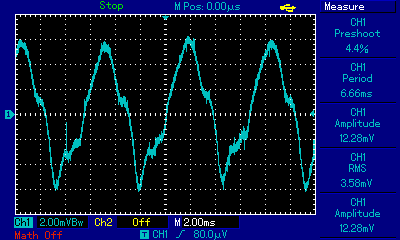 Stop M Pos: 0.00µs Measure
CH1
Preshoot
4.4%
CH1
Period
6.66ms
1
CH1
Amplitude
12.28mV
CH1
RMS
3.58mV
CH1
Amplitude
12.28mV
Ch1 2.00mVBw Ch2 Off M 2.00ms
Math Off T CH1 80.0µV